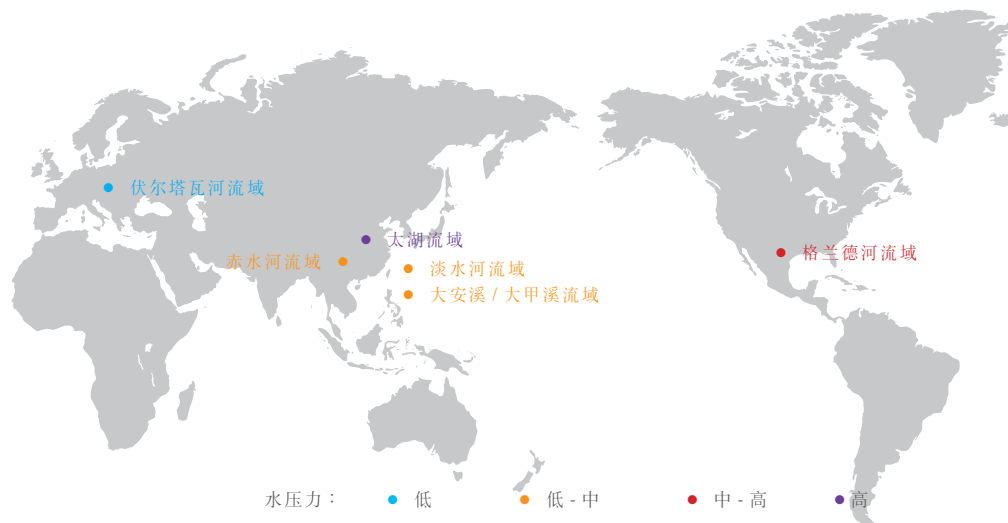 伏尔塔瓦河流域
太湖流域
赤水河流域
淡水河流域
大安溪 / 大甲溪流域
格兰德河流域
水压力： 低 低 - 中 中 - 高 高